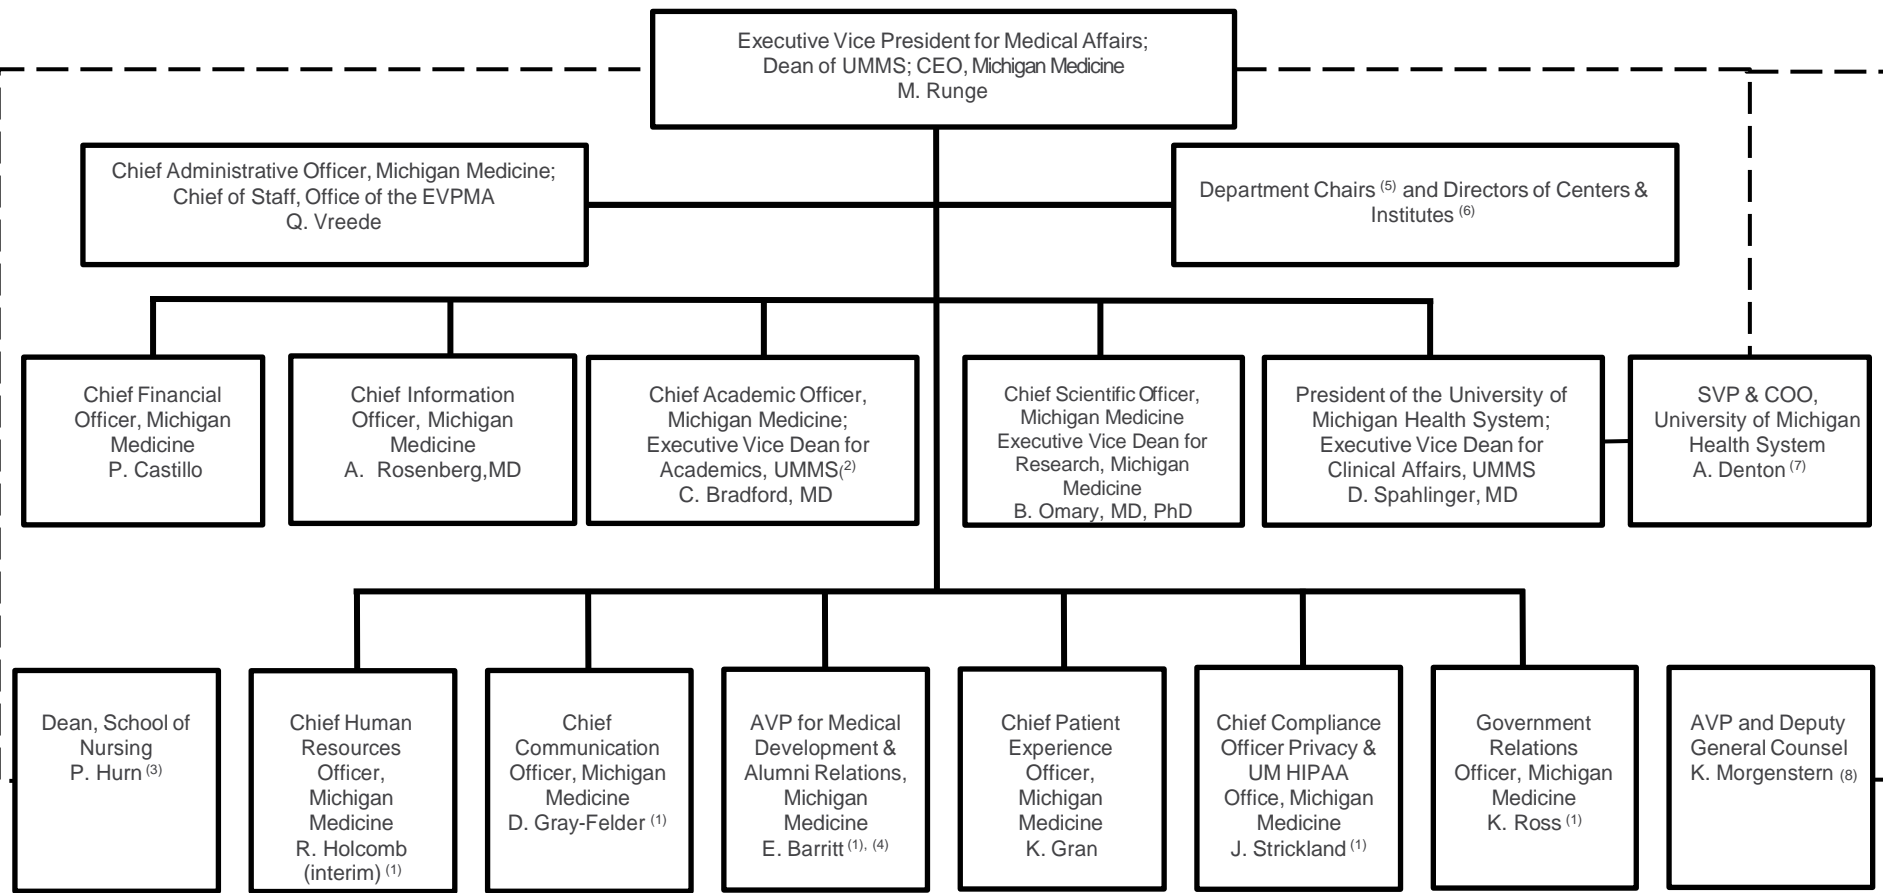 Executive Vice President for Medical Affairs;
Dean of UMMS; CEO, Michigan Medicine
M. Runge
Chief Administrative Officer, Michigan Medicine;
Chief of Staff, Office of the EVPMA
Q. Vreede
Department Chairs (5) and Directors of Centers &
Institutes (6)
Chief Financial
Officer, Michigan
Medicine
P. Castillo
Chief Information
Officer, Michigan
Medicine
A. Rosenberg,MD
Chief Academic Officer,
Michigan Medicine;
Executive Vice Dean for
Academics, UMMS((2)
C. Bradford, MD
Chief Scientific Officer,
Michigan Medicine
Executive Vice Dean for
Research, Michigan
Medicine
B. Omary, MD, PhD
President of the University of
Michigan Health System;
Executive Vice Dean for
Clinical Affairs, UMMS
D. Spahlinger, MD
SVP & COO,
University of Michigan
Health System
A. Denton (7)
Dean, School of
Nursing
P. Hurn (3)
Chief Human
Resources
Officer,
Michigan
Medicine
R. Holcomb
(interim) (1)
Chief
Communication
Officer, Michigan
Medicine
D. Gray-Felder (1)
AVP for Medical
Development &
Alumni Relations,
Michigan
Medicine
E. Barritt (1), (4)
Chief Patient
Experience
Officer,
Michigan
Medicine
K. Gran
Chief Compliance
Officer Privacy &
UM HIPAA
Office, Michigan
Medicine
J. Strickland (1)
Government
Relations
Officer, Michigan
Medicine
K. Ross (1)
AVP and Deputy
General Counsel
K. Morgenstern (8)